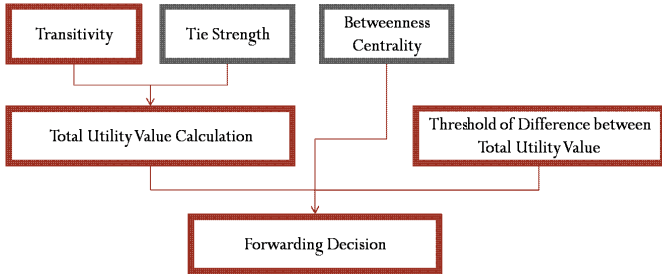 Transitivity
Tie Strength
Betweenness
Centrality
Total Utility Value Calculation
Threshold of Difference between
Total Utility Value
Forwarding Decision